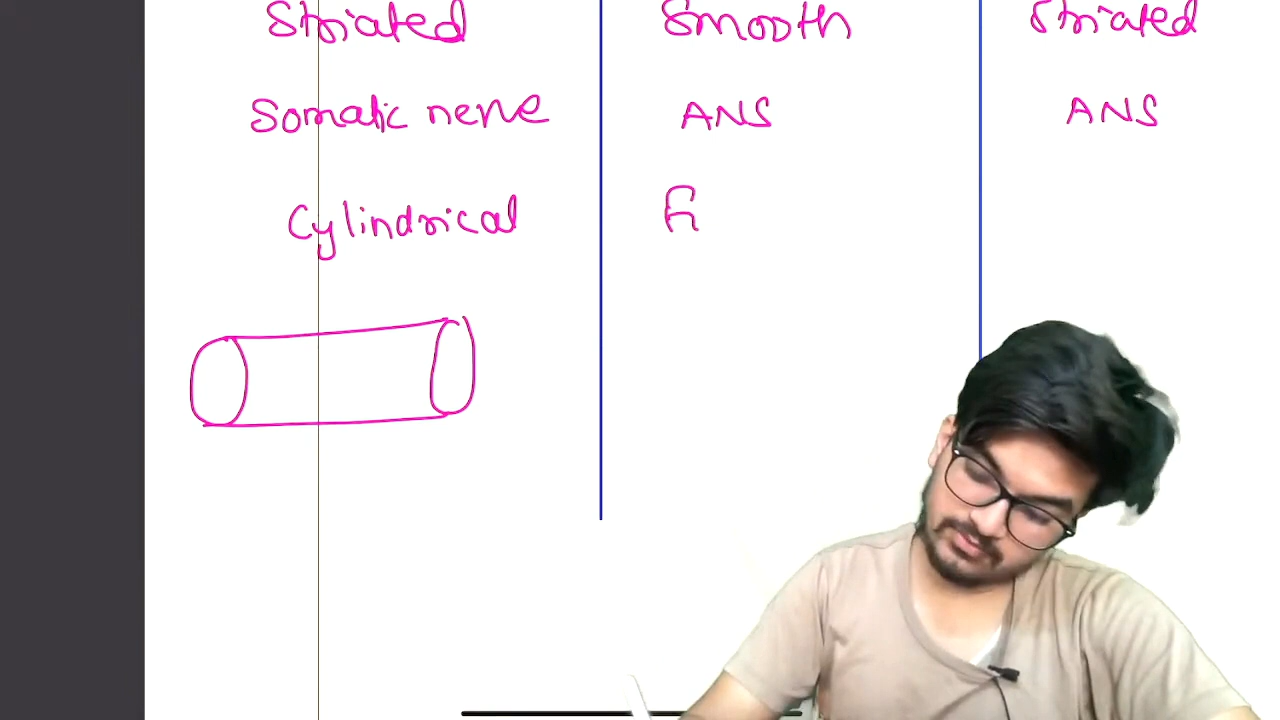 Striated Smooth Striated
Somatic nerve ANS ANS
Cylindrical F